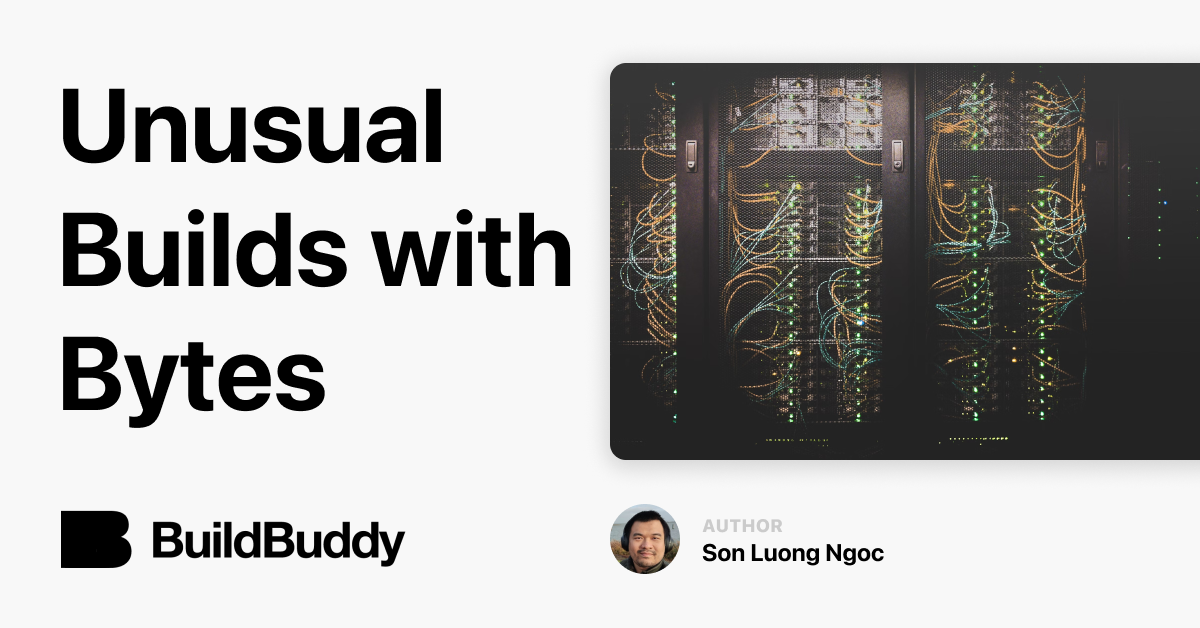 Unusual
Builds with
Bytes
BuildBuddy
AUTHOR
Son Luong Ngoc